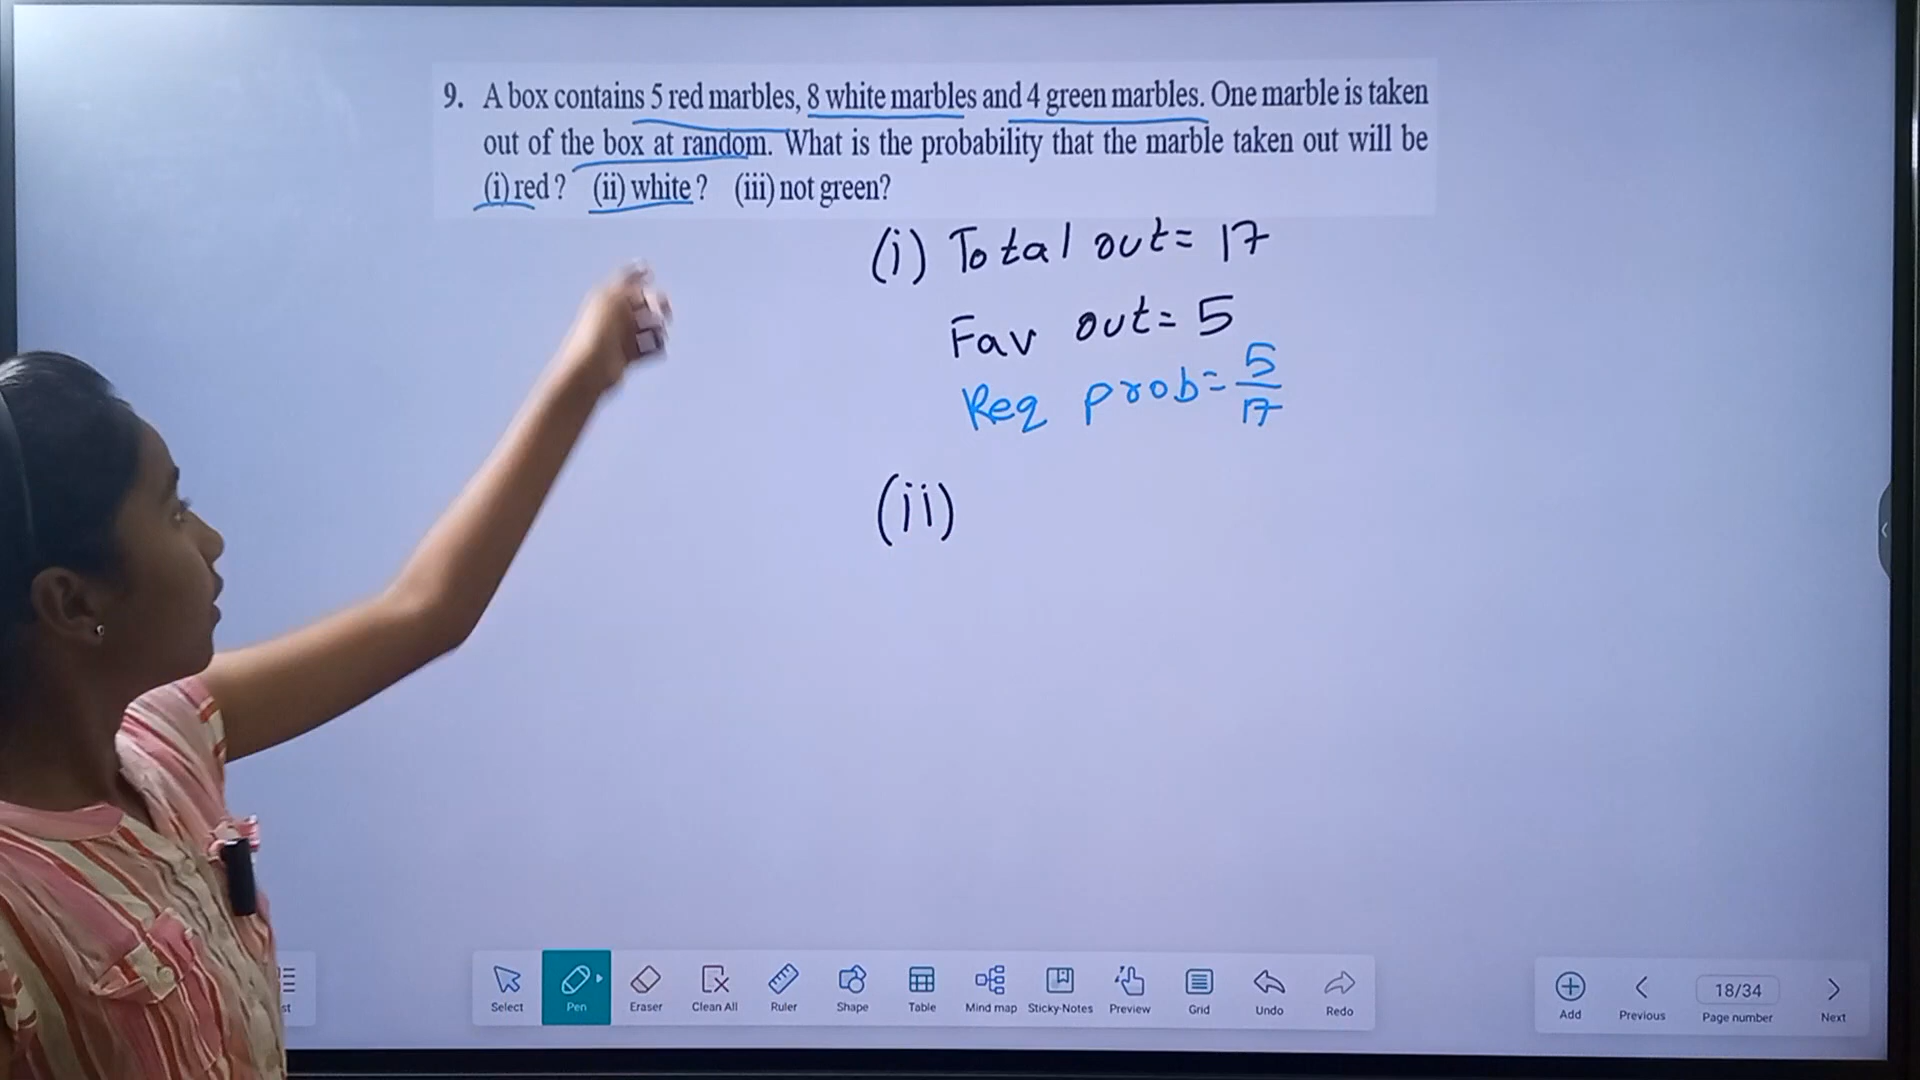 9. A box contains 5 red marbles, 8 white marbles and 4 green marbles. One marble is taken
out of the box at random. What is the probability that the marble taken out will be
(i) red? (ii) white? (iii) not green?
(i) Total out = 17
Fav out = 5
Req prob = 5/17
(ii)
st
Select
Pen
Eraser
Clean All
Ruler
Shape
Table
Mind map
Sticky-Notes
Preview
Grid
Undo
Redo
Add
Previous
18/34
Page number
Next